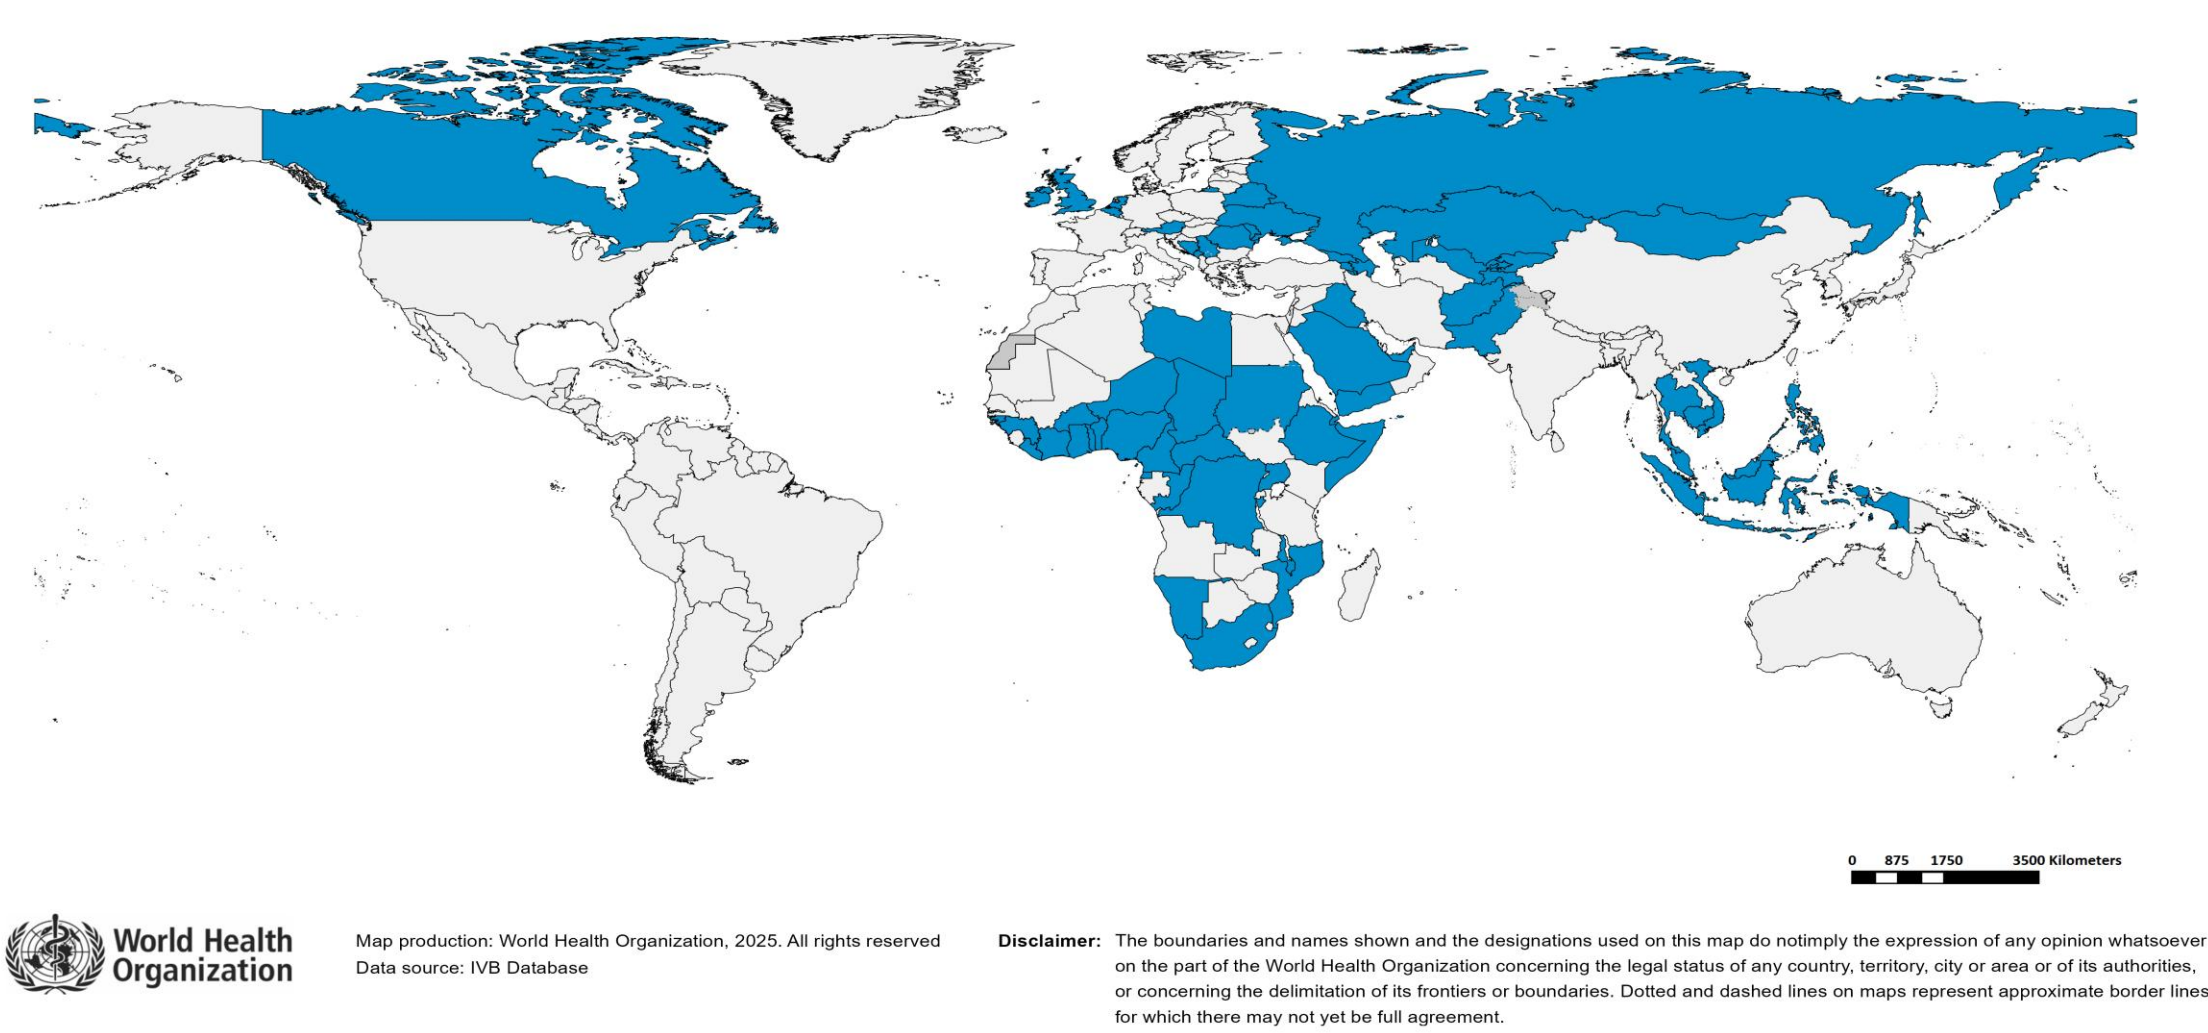 0 875 1750 3500 Kilometers
World Health
Organization
Map production: World Health Organization, 2025. All rights reserved
Data source: IVB Database
Disclaimer: The boundaries and names shown and the designations used on this map do notimply the expression of any opinion whatsoever
on the part of the World Health Organization concerning the legal status of any country, territory, city or area or of its authorities,
or concerning the delimitation of its frontiers or boundaries. Dotted and dashed lines on maps represent approximate border lines
for which there may not yet be full agreement.